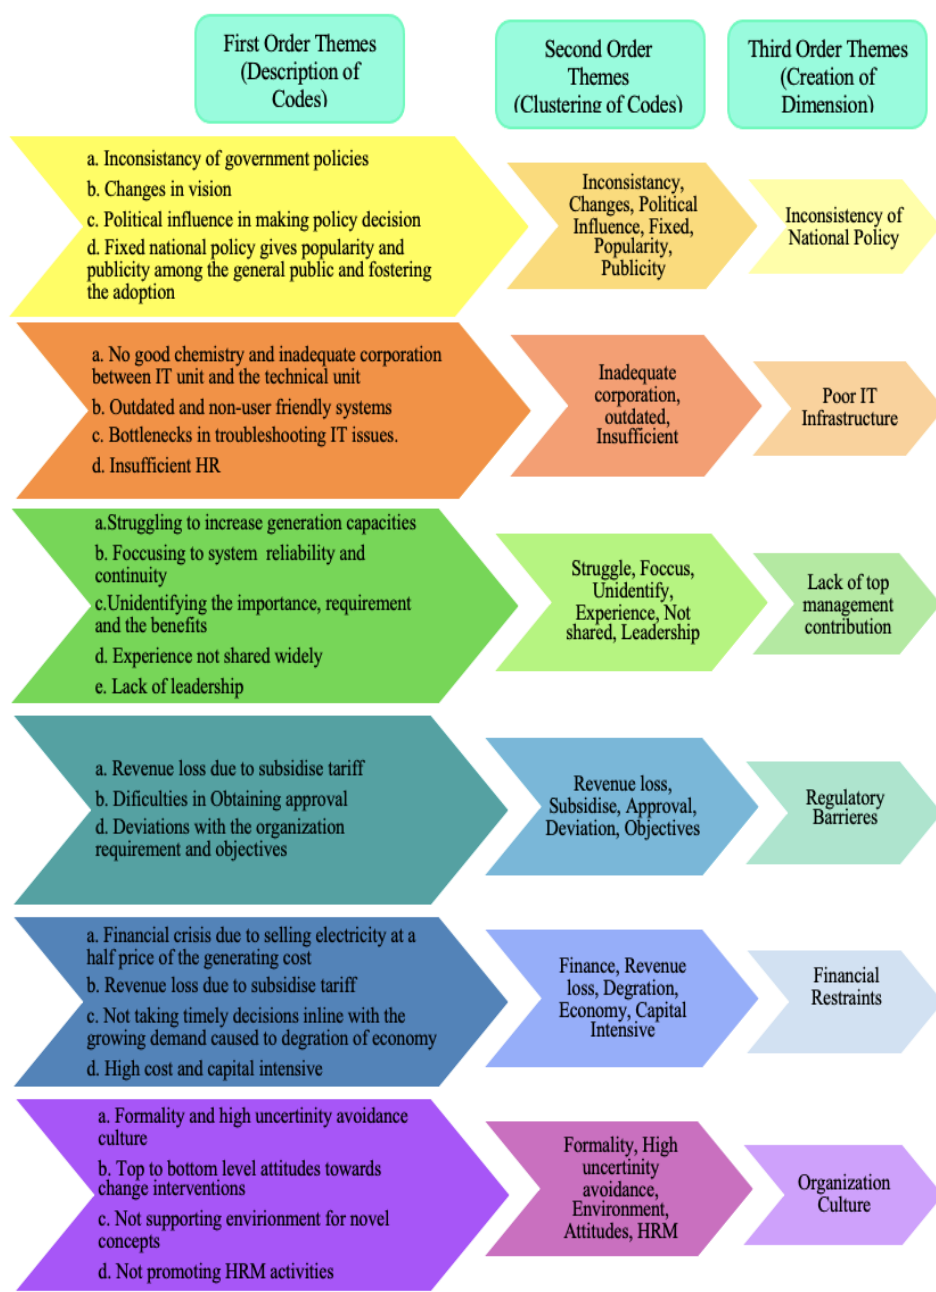 First Order Themes
(Description of
Codes)
Second Order
Themes
(Clustering of Codes)
Third Order Themes
(Creation of
Dimension)
a. Inconsistancy of government policies
b. Changes in vision
c. Political influence in making policy decision
d. Fixed national policy gives popularity and
publicity among the general public and fostering
the adoption
Inconsistancy,
Changes, Political
Influence, Fixed,
Popularity,
Publicity
Inconsistency of
National Policy
a. No good chemistry and inadequate corporation
between IT unit and the technical unit
b. Outdated and non-user friendly systems
c. Bottlenecks in troubleshooting IT issues.
d. Insufficient HR
Inadequate
corporation,
outdated,
Insufficient
Poor IT
Infrastructure
a.Struggling to increase generation capacities
b. Foccusing to system reliability and
continuity
c.Unidentifying the importance, requirement
and the benefits
d. Experience not shared widely
e. Lack of leadership
Struggle, Foccus,
Unidentify,
Experience, Not
shared, Leadership
Lack of top
management
contribution
a. Revenue loss due to subsidise tariff
b. Dificulties in Obtaining approval
d. Deviations with the organization
requirement and objectives
Revenue loss,
Subsidise, Approval,
Deviation, Objectives
Regulatory
Barrieres
a. Financial crisis due to selling electricity at a
half price of the generating cost
b. Revenue loss due to subsidise tariff
c. Not taking timely decisions inline with the
growing demand caused to degration of economy
d. High cost and capital intensive
Finance, Revenue
loss, Degration,
Economy, Capital
Intensive
Financial
Restraints
a. Formality and high uncertinity avoidance
culture
b. Top to bottom level attitudes towards
change interventions
c. Not supporting envirionment for novel
concepts
d. Not promoting HRM activities
Formality, High
uncertinity
avoidance,
Environment,
Attitudes, HRM
Organization
Culture